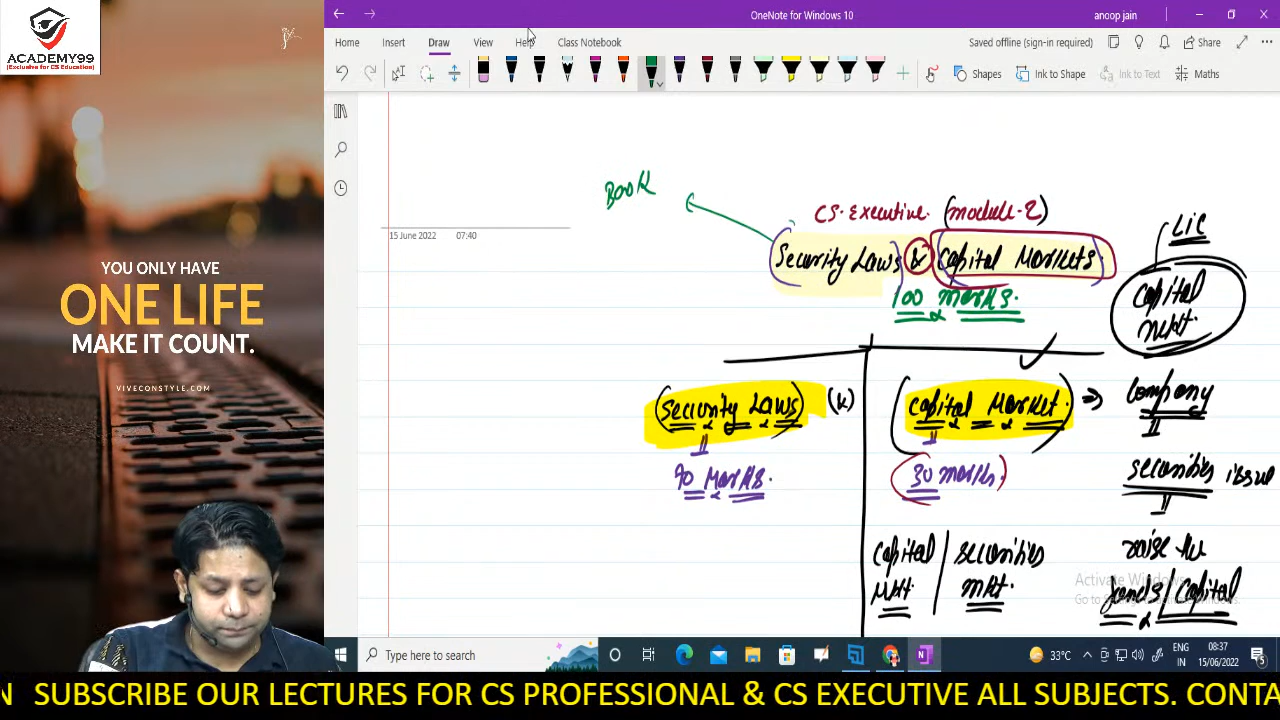 ACADEMY99
(Exclusive for CS Education)
YOU ONLY HAVE
ONE LIFE
MAKE IT COUNT.
VIVECONSTYLE.COM
OneNote for Windows 10
anoop jain
Home Insert Draw View Help Class Notebook
Saved offline (sign-in required)
Share
Shapes
Ink to Shape
Ink to Text
Maths
15 June 2022 07:40
BOOK
CS-Executive (module-2)
(Security Laws) & (Capital Markets)
100 marks.
LIC
Capital
Mkt.
(Security Laws) (&) (Capital Market) ⇒ Company
70 Marks. (30 marks)
securities issue
Capital | securities
Mkt. | mkt.
raise the
funds/Capital
Activate Windows
Type here to search
33°C
ENG
IN
08:37
15/06/2022
5
N SUBSCRIBE OUR LECTURES FOR CS PROFESSIONAL & CS EXECUTIVE ALL SUBJECTS. CONTA